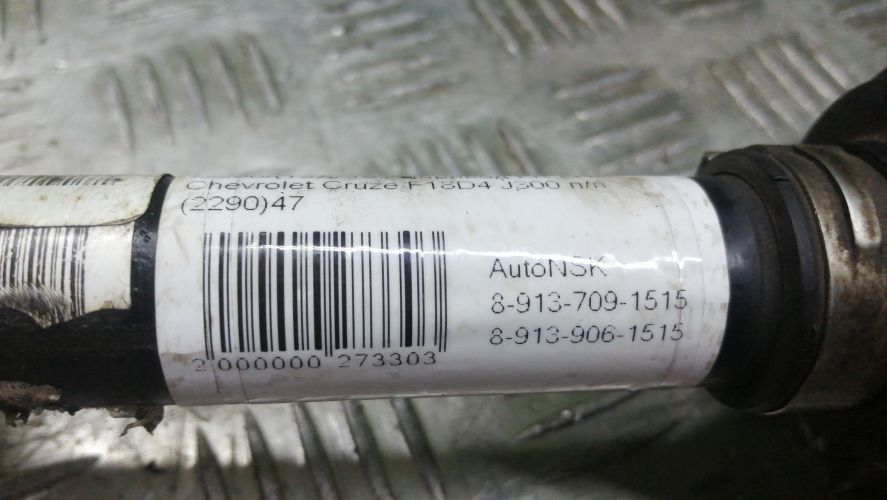 Chevrolet Cruze F18D4 J300 п/п
(2290)47
AutoNSK
8-913-709-1515
8-913-906-1515
2 000000 273303